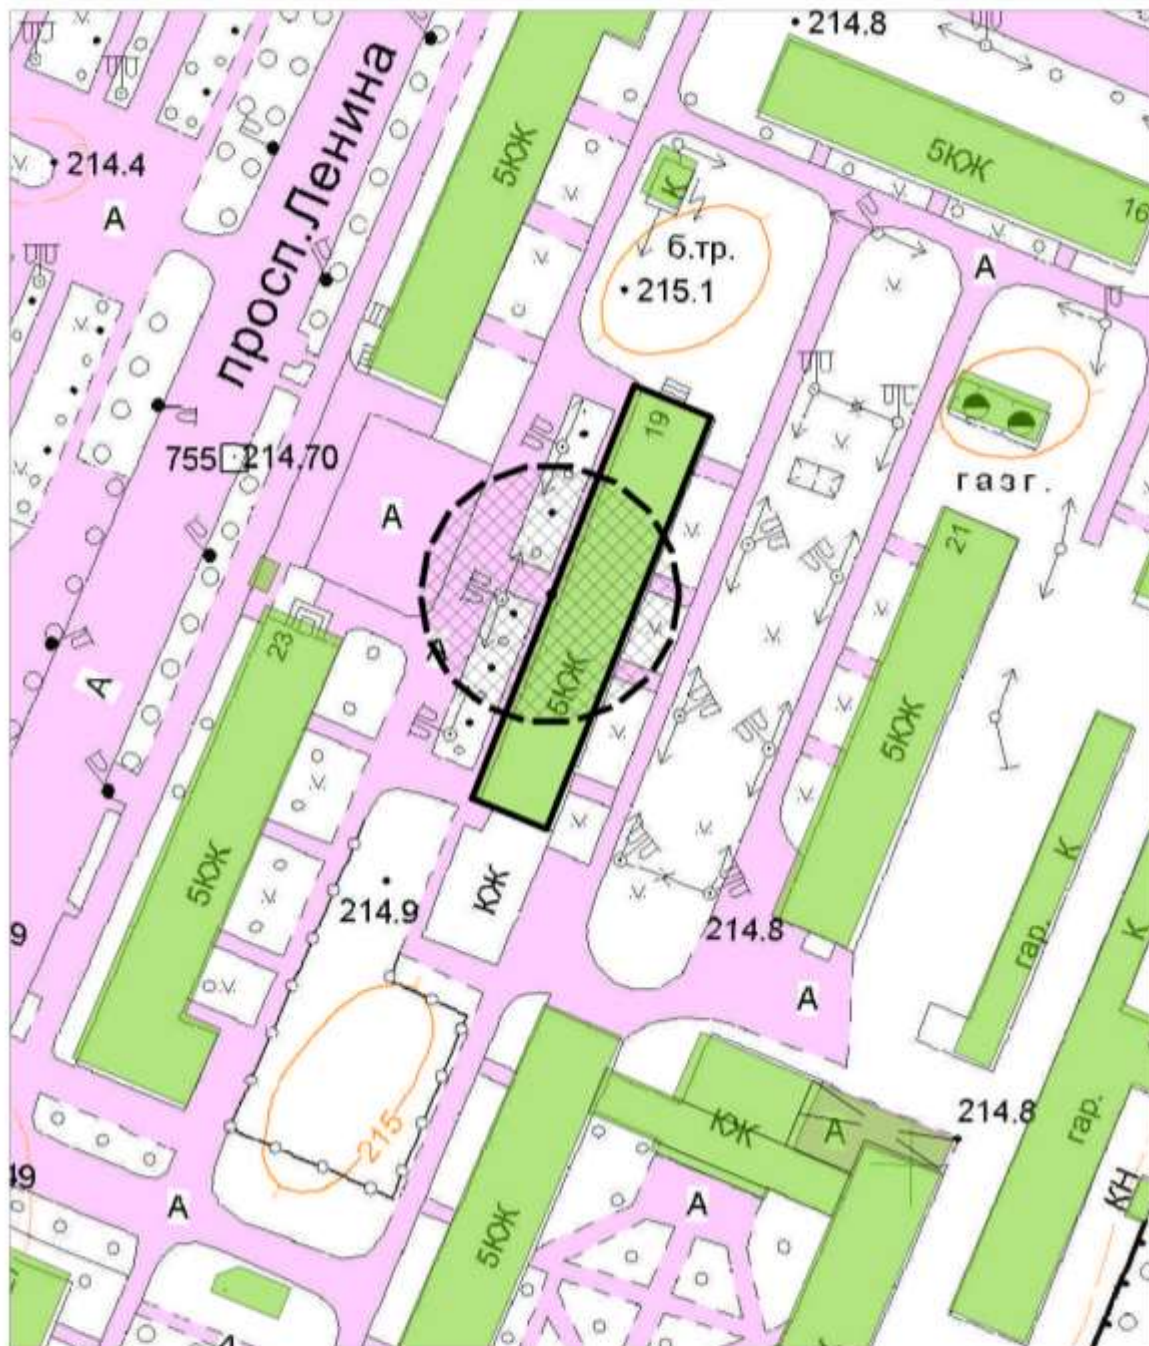 214.8
просп.Ленина
5КЖ
5КЖ
16
214.4
А
К
б.тр.
215.1
А
19
755
214.70
газг.
А
21
23
5КЖ
5КЖ
А
5КЖ
КЖ
К
214.9
214.8
9
гар.
К
А
214.8
КЖ
А
гар.
215
49
А
5КЖ
А
КН